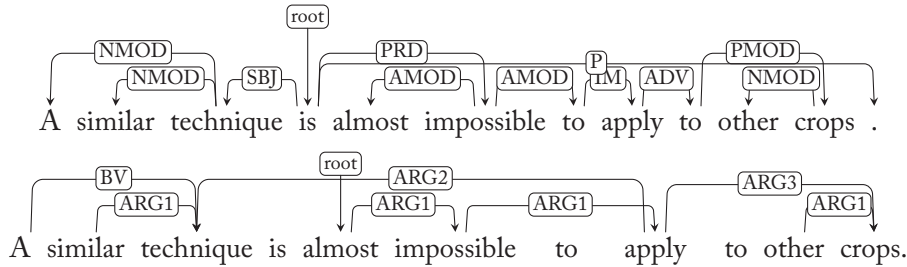 root
NMOD PRD P PMOD
NMOD SBJ AMOD AMOD IM ADV NMOD
A similar technique is almost impossible to apply to other crops .
root
BV ARG2 ARG3
ARG1 ARG1 ARG1 ARG1
A similar technique is almost impossible to apply to other crops.